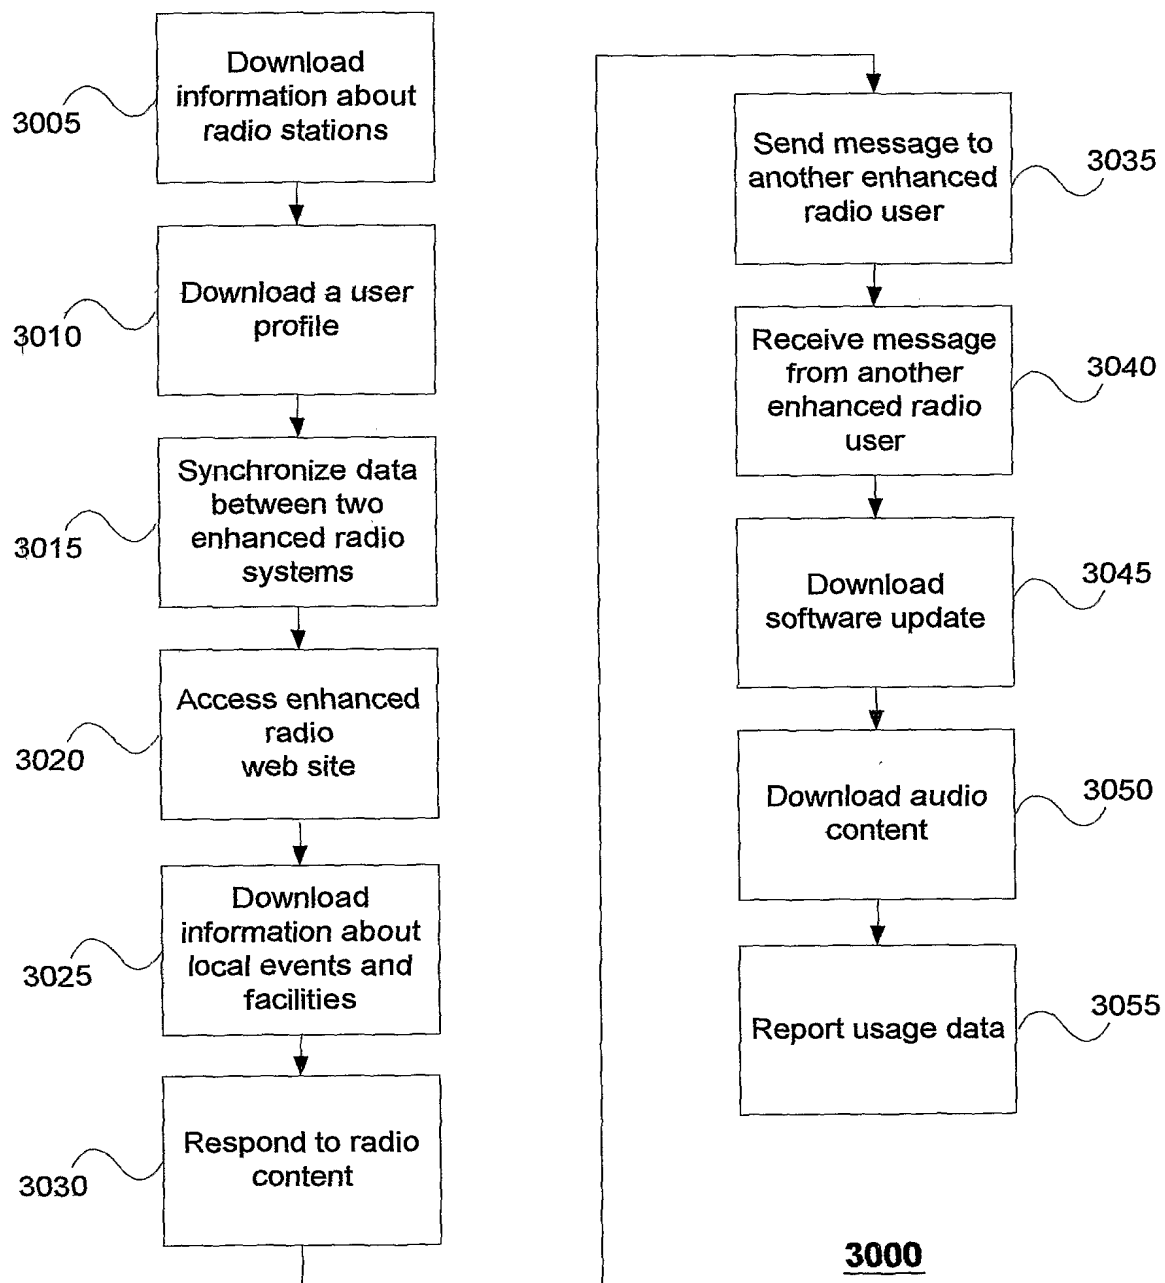 Download
information about
radio stations
3005
Download a user
profile
3010
Synchronize data
between two
enhanced radio
systems
3015
Access enhanced
radio
web site
3020
Download
information about
local events and
facilities
3025
Respond to radio
content
3030
Send message to
another enhanced
radio user
3035
Receive message
from another
enhanced radio
user
3040
Download
software update
3045
Download audio
content
3050
Report usage data
3055
3000